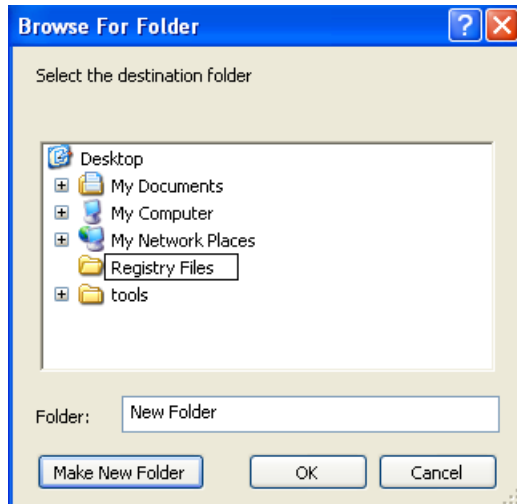 Browse For Folder
Select the destination folder
Desktop
My Documents
My Computer
My Network Places
Registry Files
tools
Folder: New Folder
Make New Folder OK Cancel